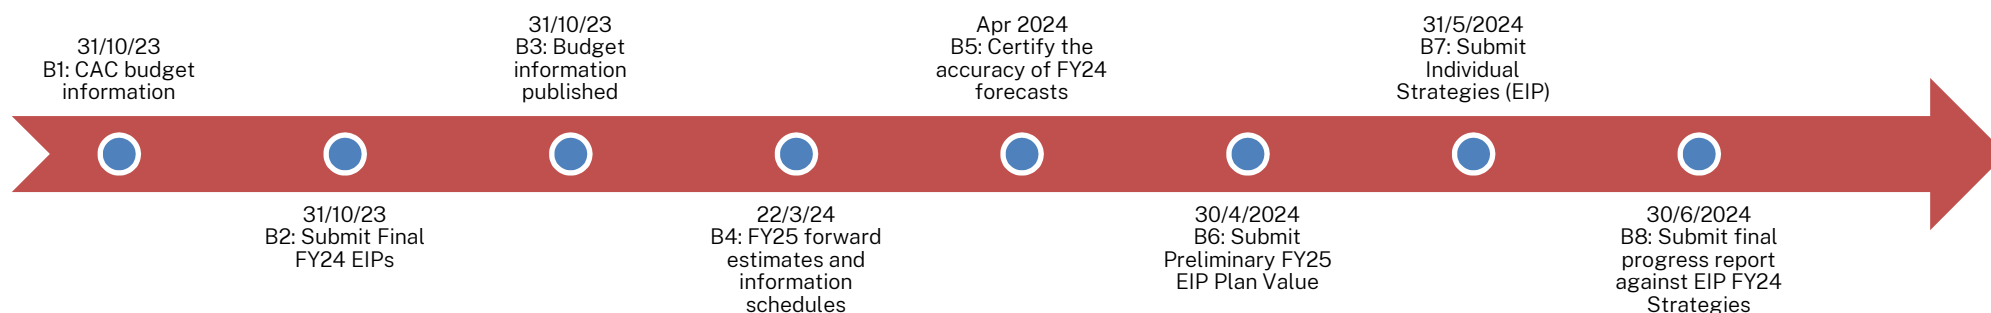 31/10/23
B1: CAC budget
information
31/10/23
B2: Submit Final
FY24 EIPs
31/10/23
B3: Budget
information
published
22/3/24
B4: FY25 forward
estimates and
information
schedules
Apr 2024
B5: Certify the
accuracy of FY24
forecasts
30/4/2024
B6: Submit
Preliminary FY25
EIP Plan Value
31/5/2024
B7: Submit
Individual
Strategies (EIP)
30/6/2024
B8: Submit final
progress report
against EIP FY24
Strategies